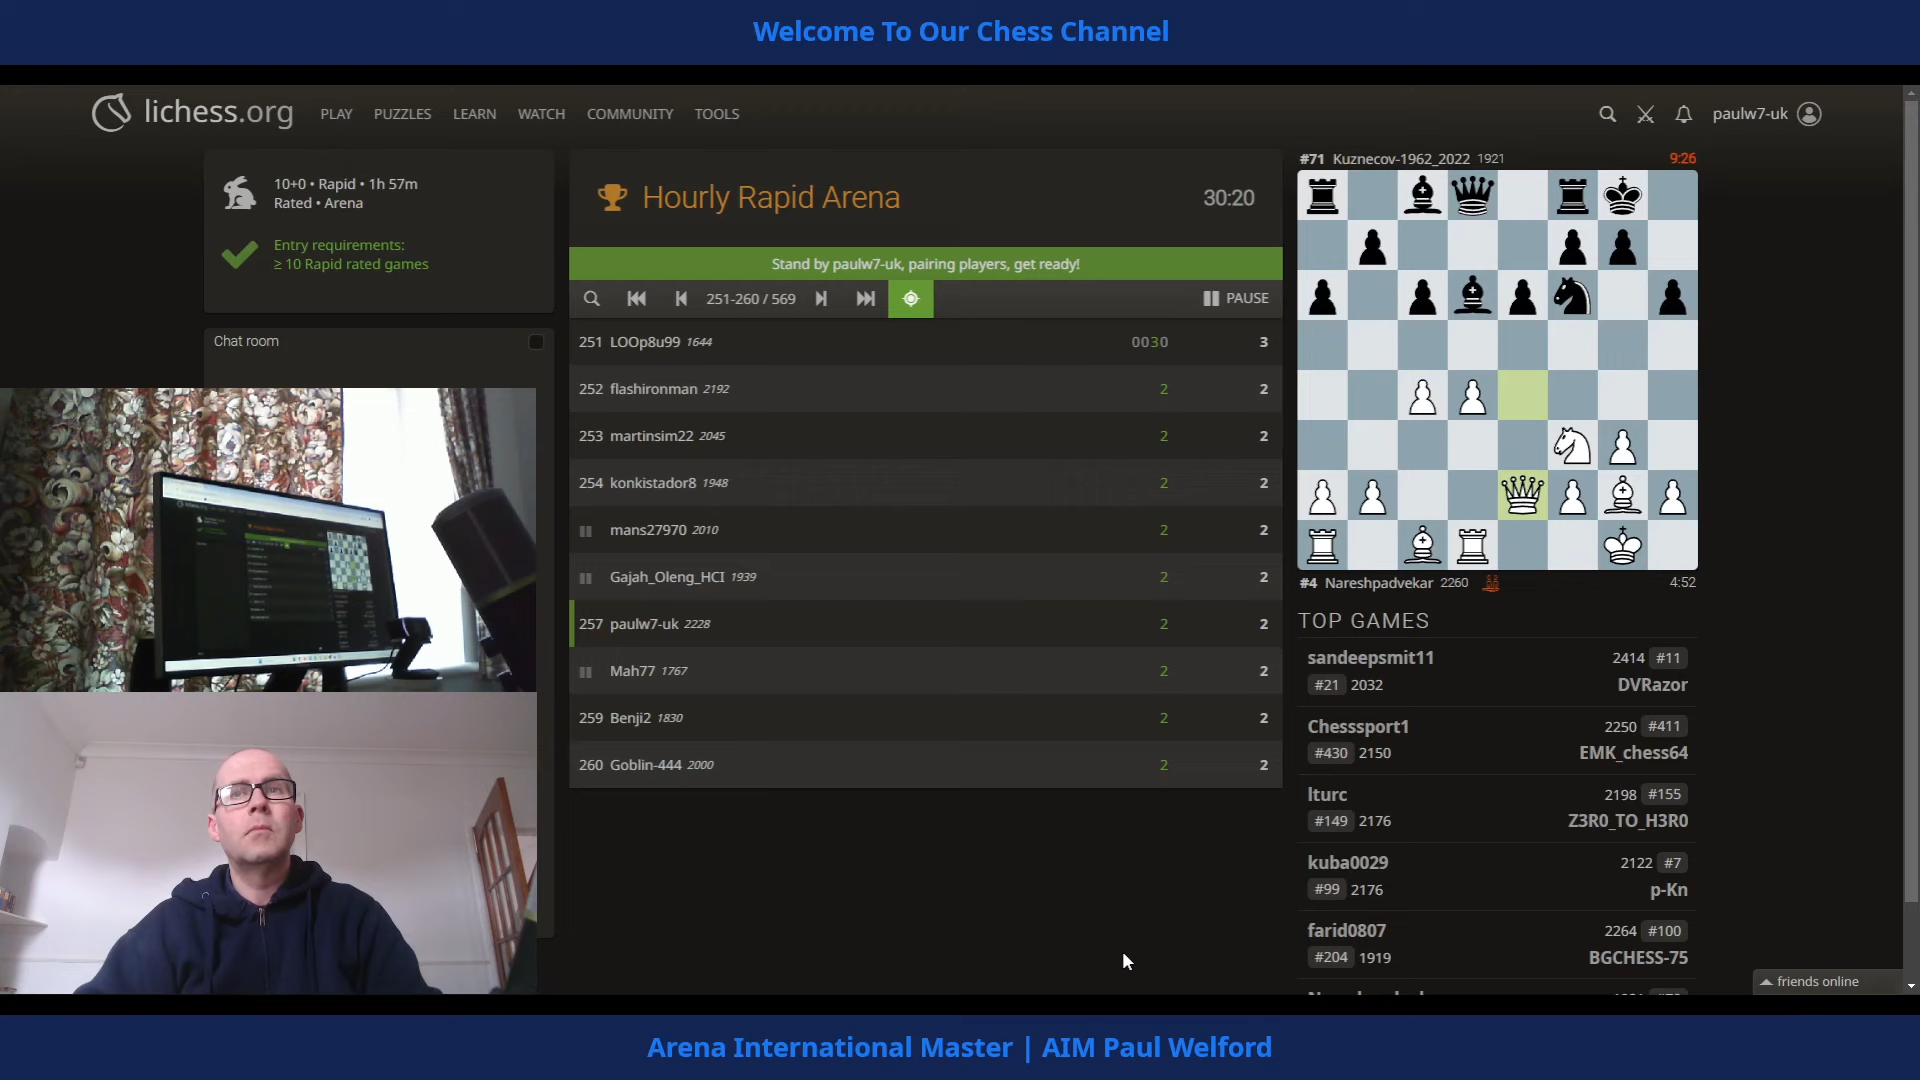 Welcome To Our Chess Channel
lichess.org
PLAY PUZZLES LEARN WATCH COMMUNITY TOOLS
paulw7-uk
10+0 • Rapid • 1h 57m
Rated • Arena
Entry requirements:
≥ 10 Rapid rated games
Chat room
Hourly Rapid Arena 30:20
Stand by paulw7-uk, pairing players, get ready!
251-260 / 569 PAUSE
251 LOOp8u99 1644 0030 3
252 flashironman 2192 2 2
253 martinsim22 2045 2 2
254 konkistador8 1948 2 2
mans27970 2010 2 2
Gajah_Oleng_HCI 1939 2 2
257 paulw7-uk 2228 2 2
Mah77 1767 2 2
259 Benji2 1830 2 2
260 Goblin-444 2000 2 2
#71 Kuznecov-1962_2022 1921 9:26
#4 Nareshpadvekar 2260 4:52
TOP GAMES
sandeepsmit11 2414 #11
#21 2032 DVRazor
Chesssport1 2250 #411
#430 2150 EMK_chess64
lturc 2198 #155
#149 2176 Z3R0_TO_H3R0
kuba0029 2122 #7
#99 2176 p-Kn
farid0807 2264 #100
#204 1919 BGCHESS-75
friends online
Arena International Master | AIM Paul Welford